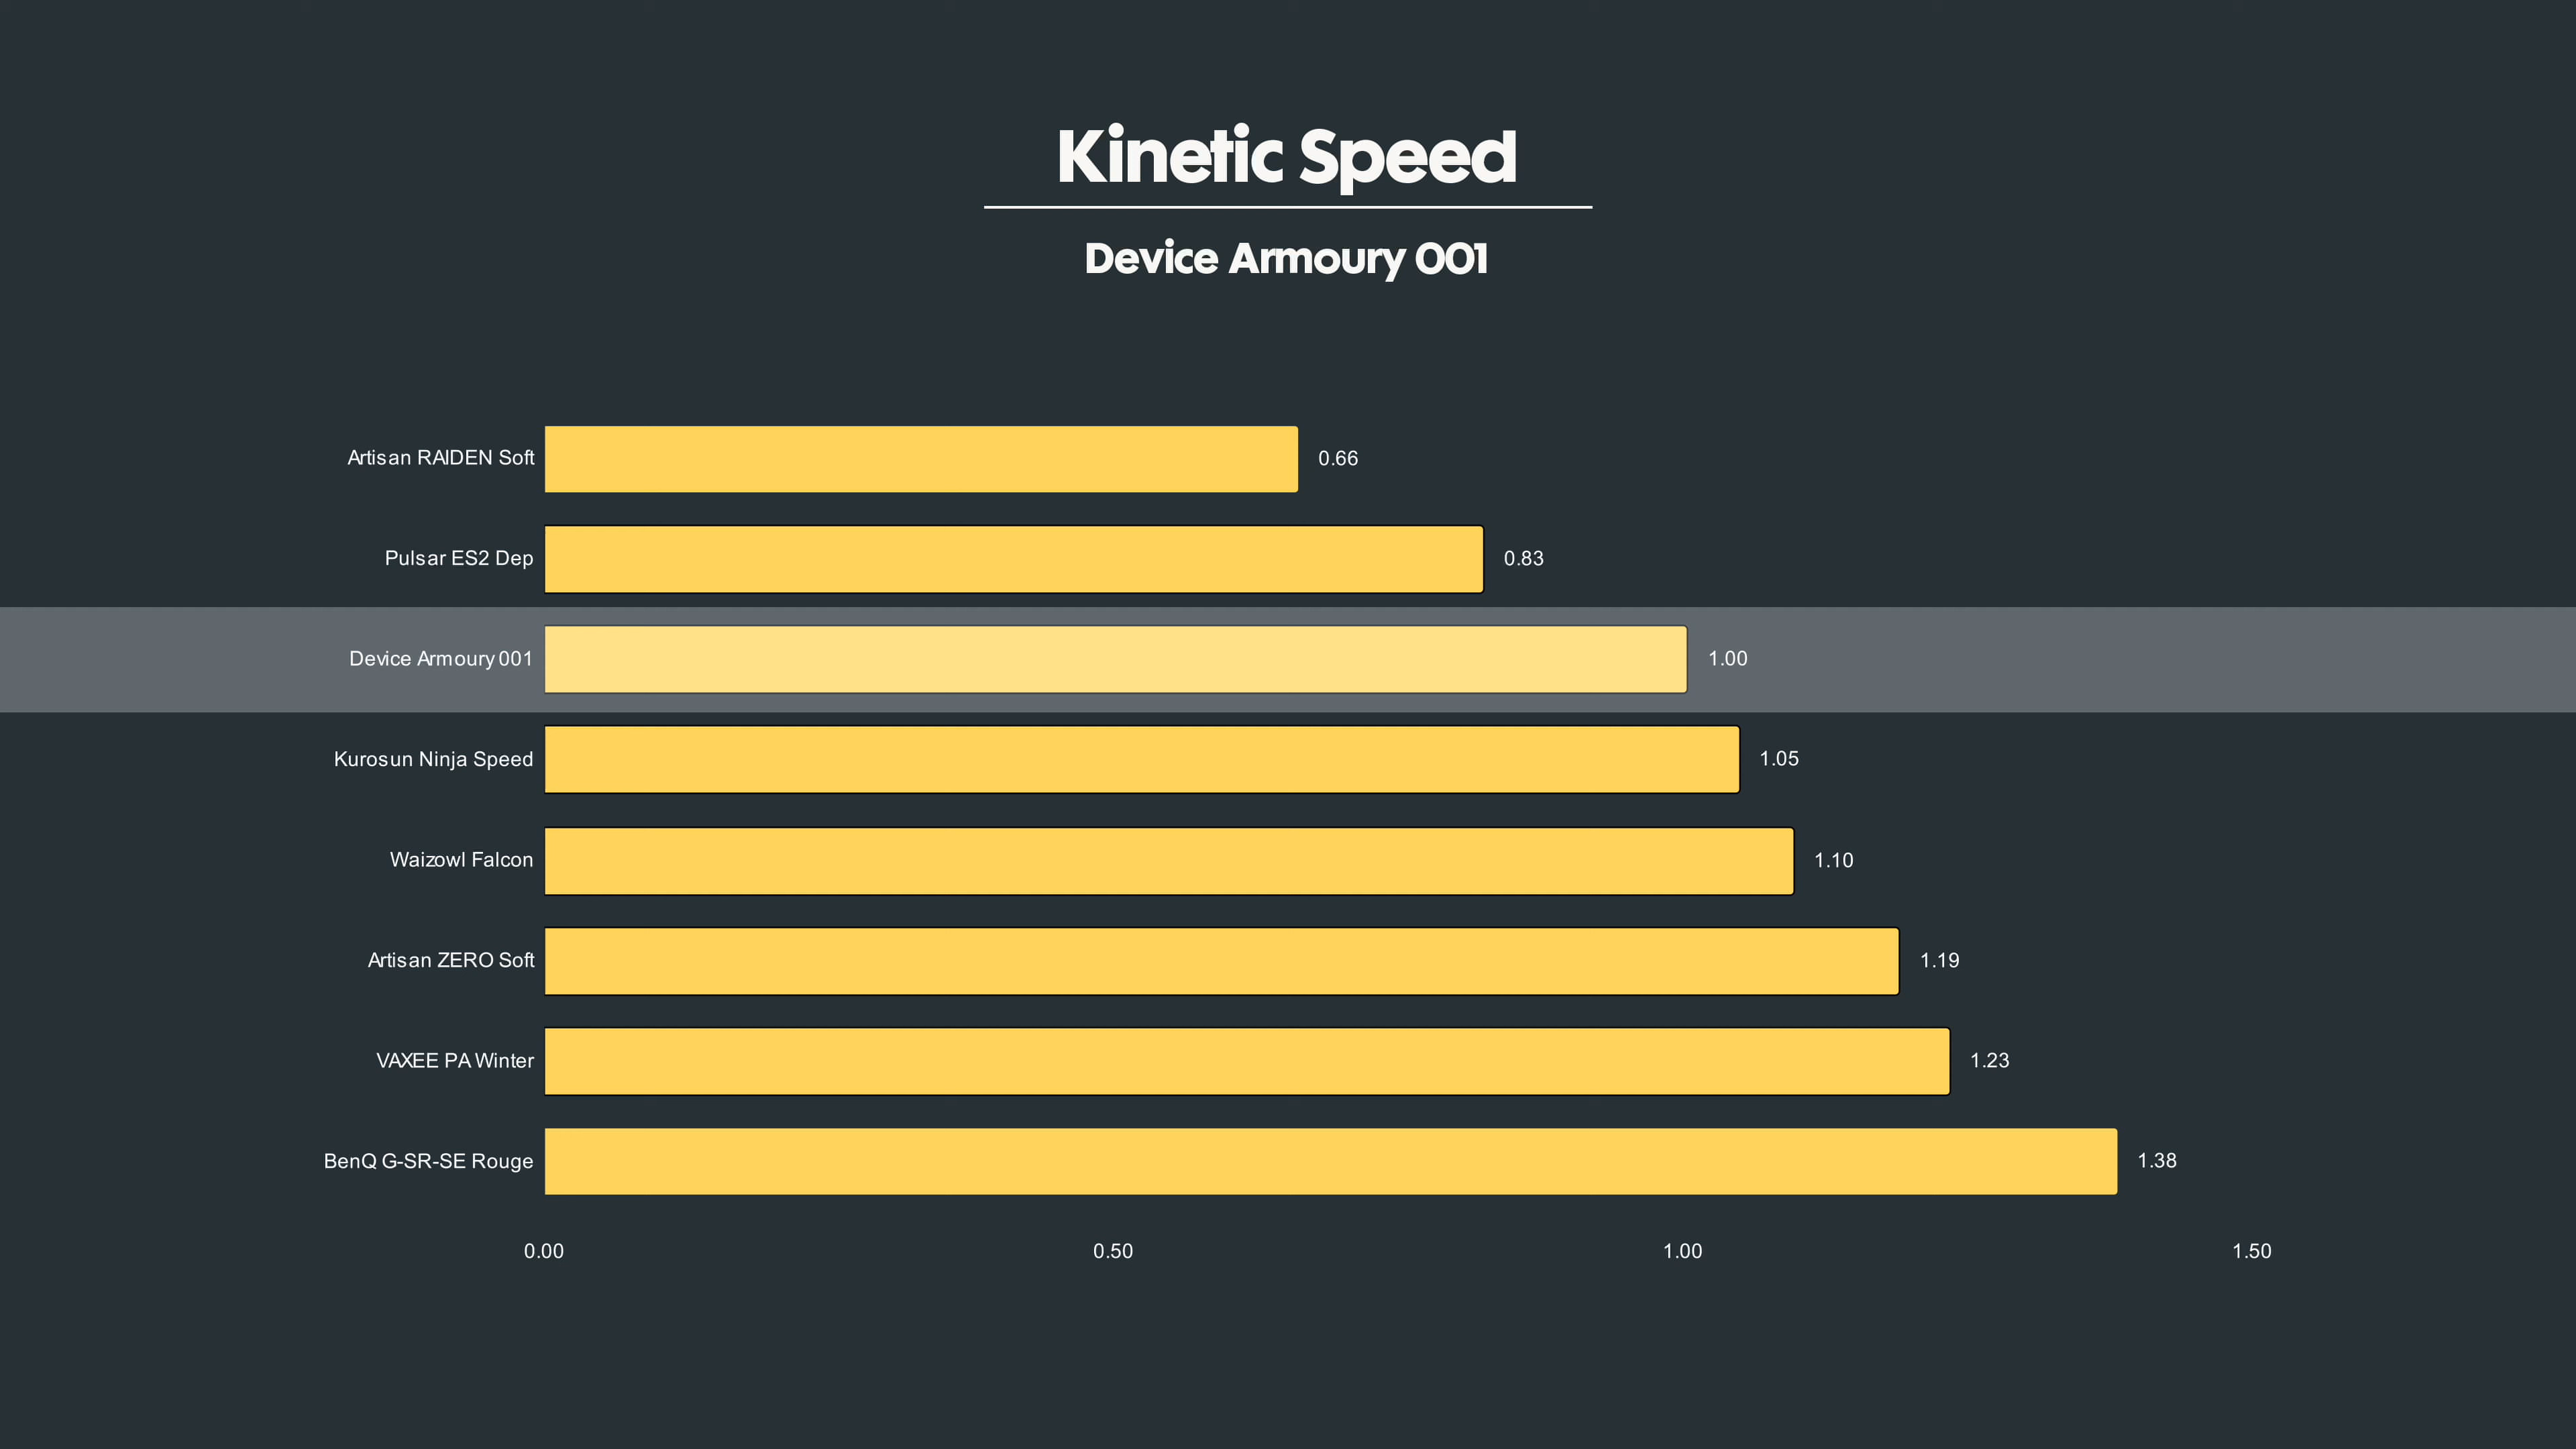 Kinetic Speed
Device Armoury 001
Artisan RAIDEN Soft 0.66
Pulsar ES2 Dep 0.83
Device Armoury 001 1.00
Kurosun Ninja Speed 1.05
Waizowl Falcon 1.10
Artisan ZERO Soft 1.19
VAXEE PA Winter 1.23
BenQ G-SR-SE Rouge 1.38
0.00 0.50 1.00 1.50